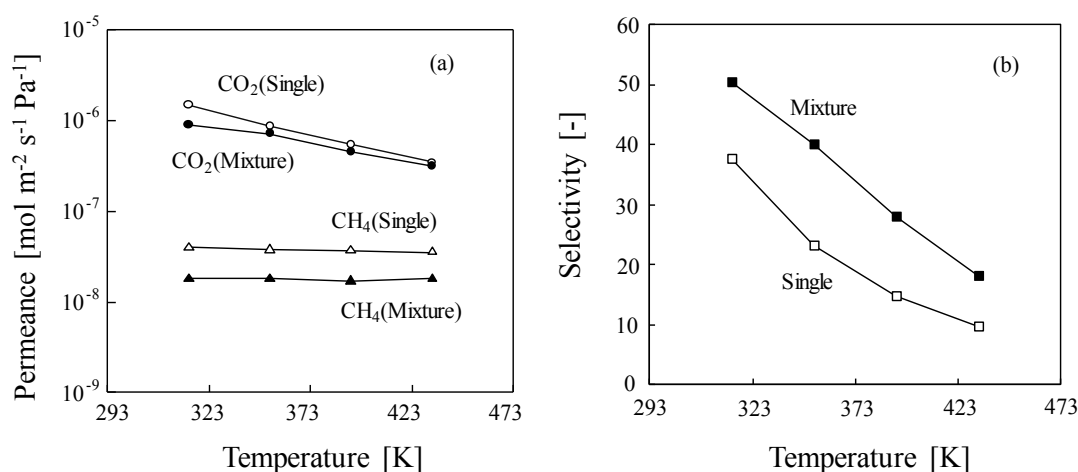 10⁻⁵
10⁻⁶
10⁻⁷
10⁻⁸
10⁻⁹
Permeance [mol m⁻² s⁻¹ Pa⁻¹]
(a)
CO₂(Single)
CO₂(Mixture)
CH₄(Single)
CH₄(Mixture)
293 323 373 423 473
Temperature [K]
60
50
40
30
20
10
0
Selectivity [-]
(b)
Mixture
Single
293 323 373 423 473
Temperature [K]